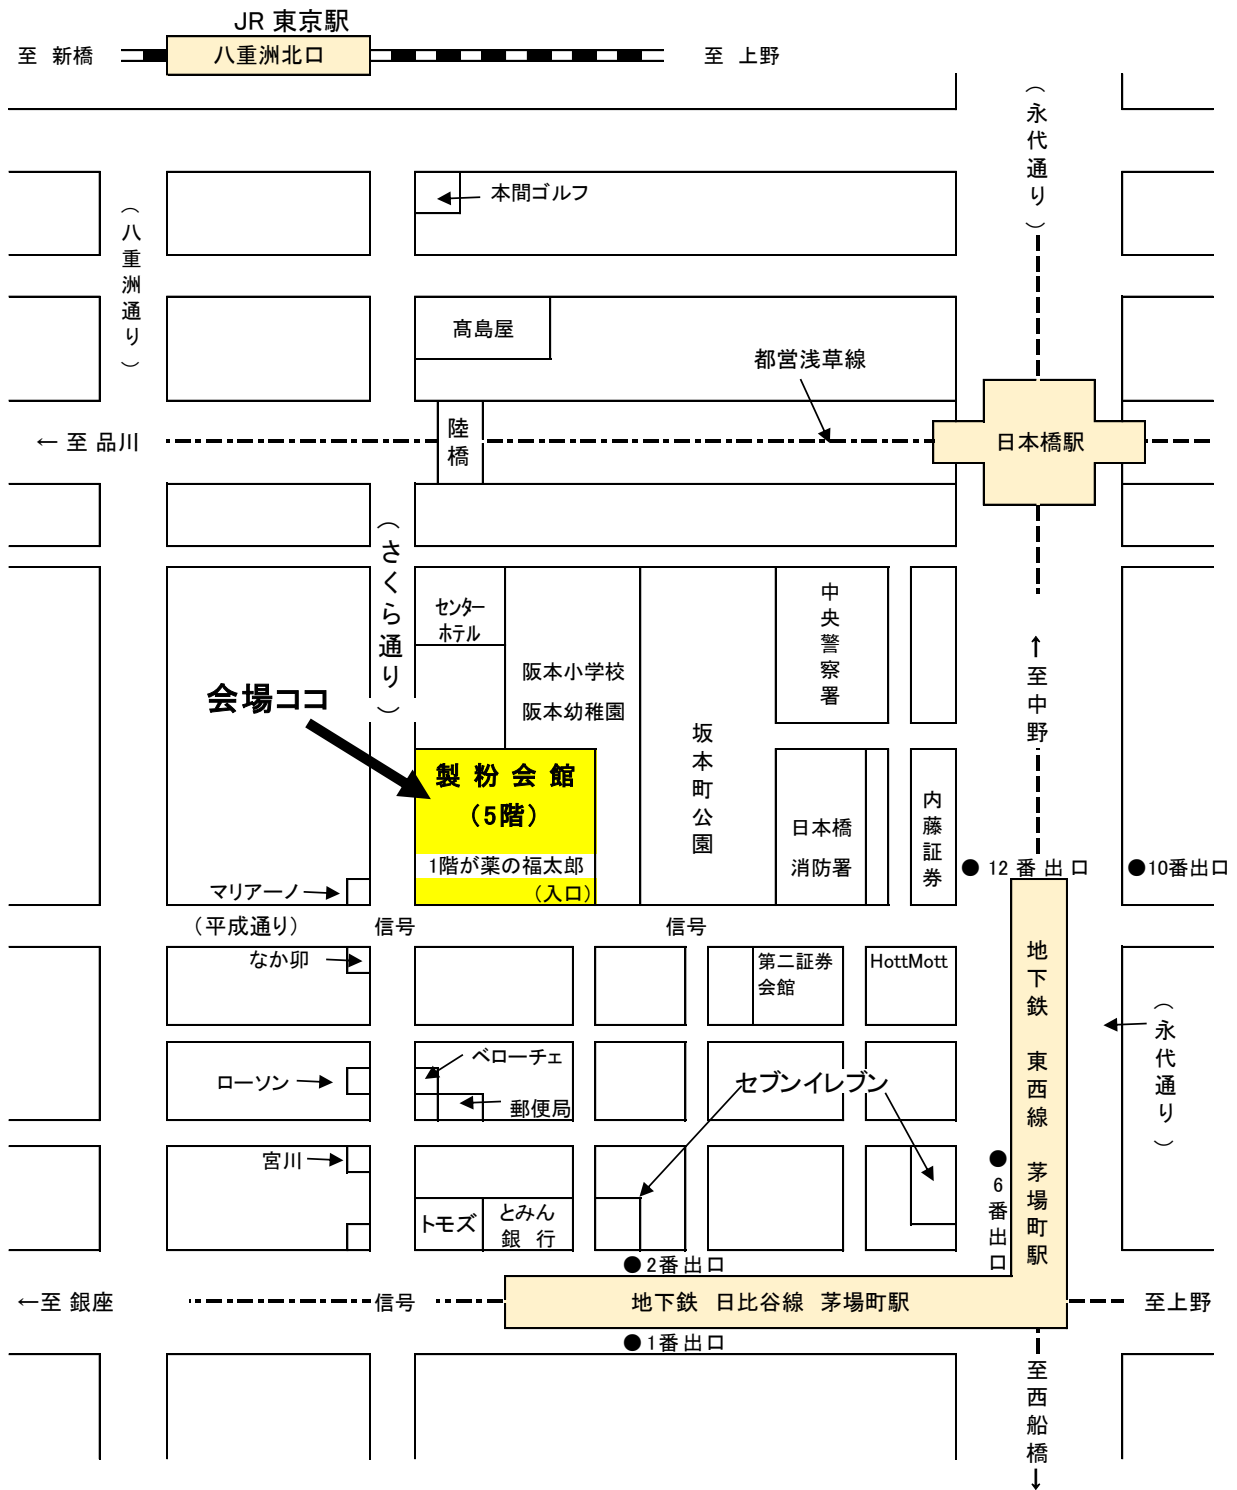 JR 東京駅
至 新橋
八重洲北口
至 上野
（永代通り）
本間ゴルフ
（八重洲通り）
髙島屋
都営浅草線
← 至 品川
陸橋
日本橋駅
（さくら通り）
センター
ホテル
阪本小学校
阪本幼稚園
中央警察署
↑至中野
会場ココ
坂本町公園
製 粉 会 館
（5階）
1階が薬の福太郎
（入口）
日本橋
消防署
内藤証券
●12番出口
●10番出口
マリアーノ
（平成通り）
信号
信号
なか卯
第二証券
会館
HottMott
地下鉄 東西線 茅場町駅
（永代通り）
ベローチェ
ローソン
郵便局
セブンイレブン
宮川
●6番出口
トモズ
とみん
銀 行
●2番出口
←至 銀座
信号
地下鉄 日比谷線 茅場町駅
至上野
●1番出口
至西船橋↓